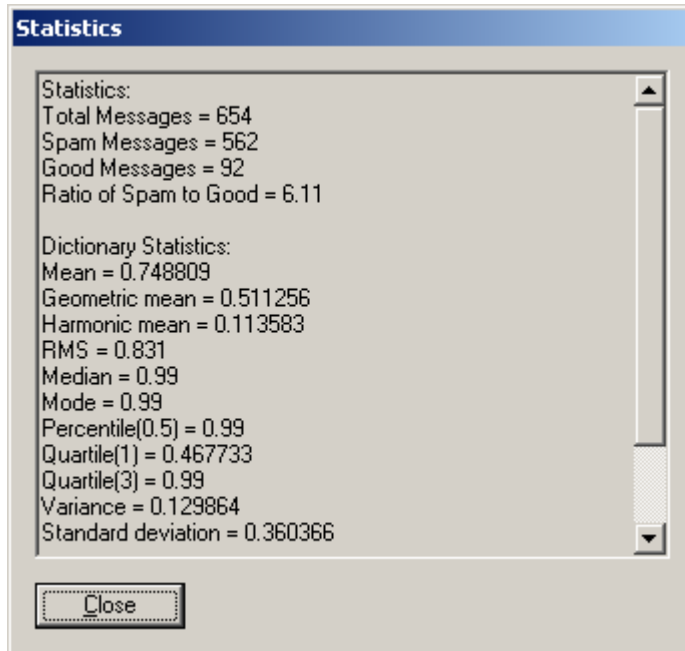 Statistics
Statistics:
Total Messages = 654
Spam Messages = 562
Good Messages = 92
Ratio of Spam to Good = 6.11
Dictionary Statistics:
Mean = 0.748809
Geometric mean = 0.511256
Harmonic mean = 0.113583
RMS = 0.831
Median = 0.99
Mode = 0.99
Percentile(0.5) = 0.99
Quartile(1) = 0.467733
Quartile(3) = 0.99
Variance = 0.129864
Standard deviation = 0.360366
Close